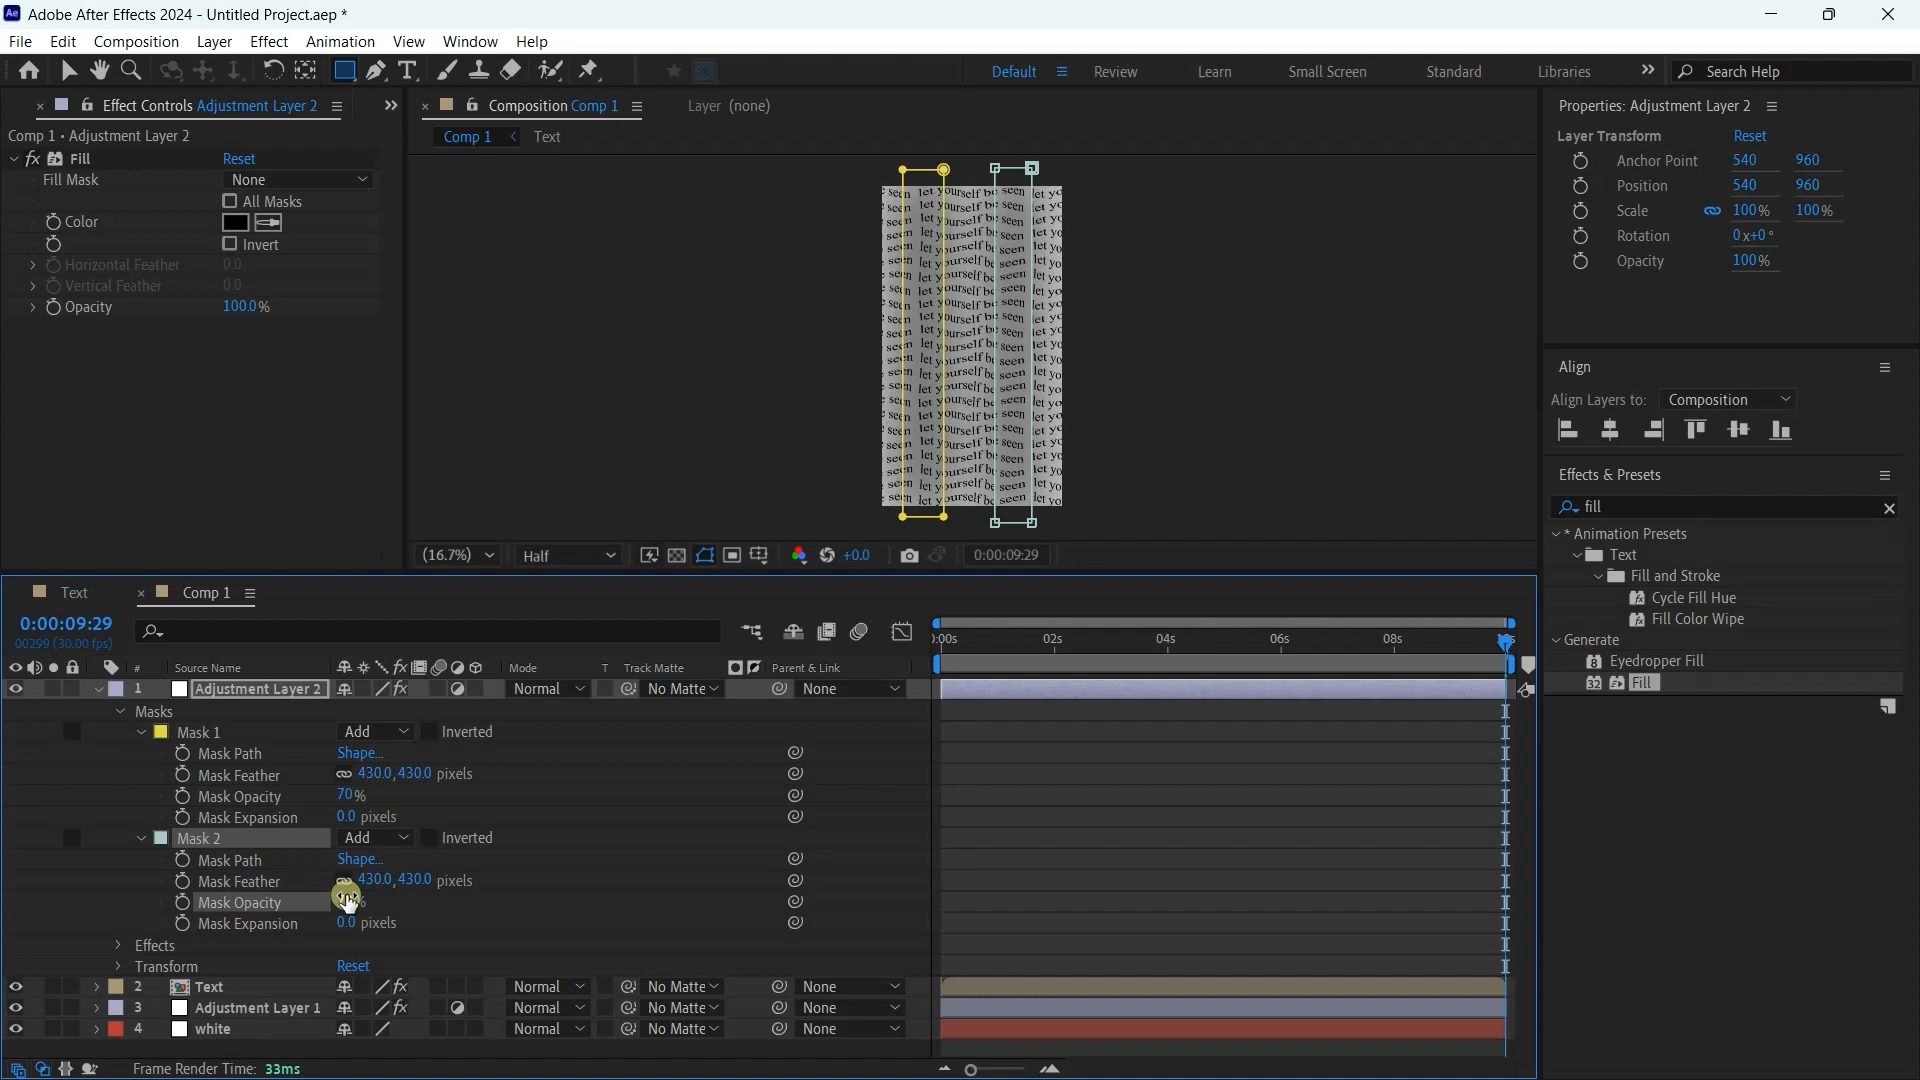 Ae Adobe After Effects 2024 - Untitled Project.aep *
File Edit Composition Layer Effect Animation View Window Help
Default Review Learn Small Screen Standard Libraries Search Help
Effect Controls Adjustment Layer 2
Comp 1 • Adjustment Layer 2
fx Fill Reset
Fill Mask None
All Masks
Color
Invert
Horizontal Feather 0.0
Vertical Feather 0.0
Opacity 100.0%
Composition Comp 1 Layer (none)
Comp 1 Text
let yourself be seen
(16.7%) Half +0.0 0:00:09:29
Properties: Adjustment Layer 2
Layer Transform Reset
Anchor Point 540 960
Position 540 960
Scale 100% 100%
Rotation 0x+0°
Opacity 100%
Align
Align Layers to: Composition
Effects & Presets
fill
* Animation Presets
Text
Fill and Stroke
Cycle Fill Hue
Fill Color Wipe
Generate
Eyedropper Fill
Fill
Text Comp 1
0:00:09:29
00299 (30.00 fps)
0:00s 02s 04s 06s 08s 10s
# Source Name Mode T Track Matte Parent & Link
1 Adjustment Layer 2 Normal No Matte None
Masks
Mask 1 Add Inverted
Mask Path Shape...
Mask Feather 430.0,430.0 pixels
Mask Opacity 70%
Mask Expansion 0.0 pixels
Mask 2 Add Inverted
Mask Path Shape...
Mask Feather 430.0,430.0 pixels
Mask Opacity %
Mask Expansion 0.0 pixels
Effects
Transform Reset
2 Text Normal No Matte None
3 Adjustment Layer 1 Normal No Matte None
4 white Normal No Matte None
Frame Render Time: 33ms